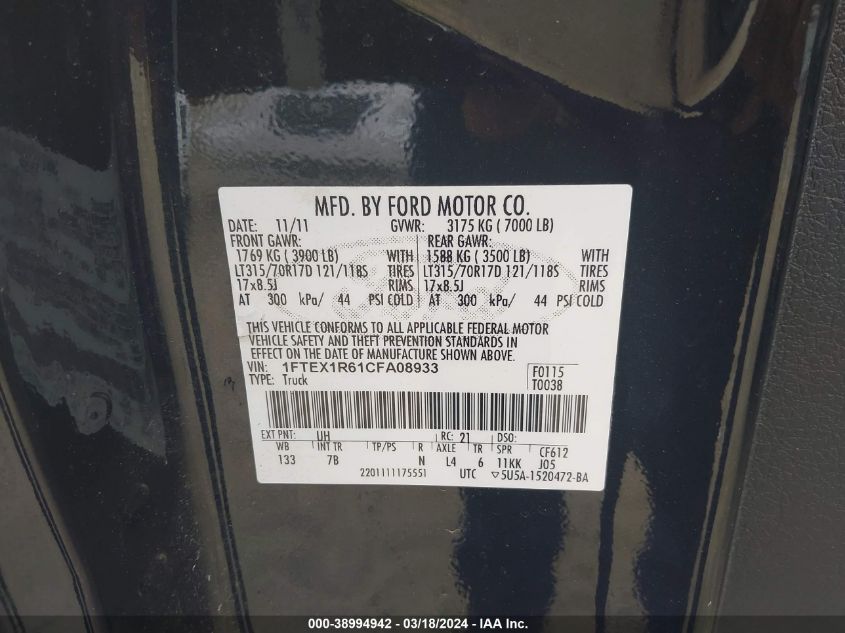 MFD. BY FORD MOTOR CO.
DATE: 11/11 GVWR: 3175 KG ( 7000 LB)
FRONT GAWR: REAR GAWR:
1769 KG ( 3900 LB) WITH 1588 KG ( 3500 LB) WITH
LT315/70R17D 121/118S TIRES LT315/70R17D 121/118S TIRES
17x8.5J RIMS 17x8.5J RIMS
AT 300 kPa/ 44 PSI COLD AT 300 kPa/ 44 PSI COLD
THIS VEHICLE CONFORMS TO ALL APPLICABLE FEDERAL MOTOR
VEHICLE SAFETY AND THEFT PREVENTION STANDARDS IN
EFFECT ON THE DATE OF MANUFACTURE SHOWN ABOVE.
VIN: 1FTEX1R61CFA08933 F0115
TYPE: Truck T0038
EXT PNT: UH RC: 21 DSO:
WB INT TR TP/PS R AXLE TR SPR CF612
133 7B N L4 6 11KK J05
2201111175551 UTC ▽5U5A-1520472-BA
000-38994942 - 03/18/2024 - IAA Inc.